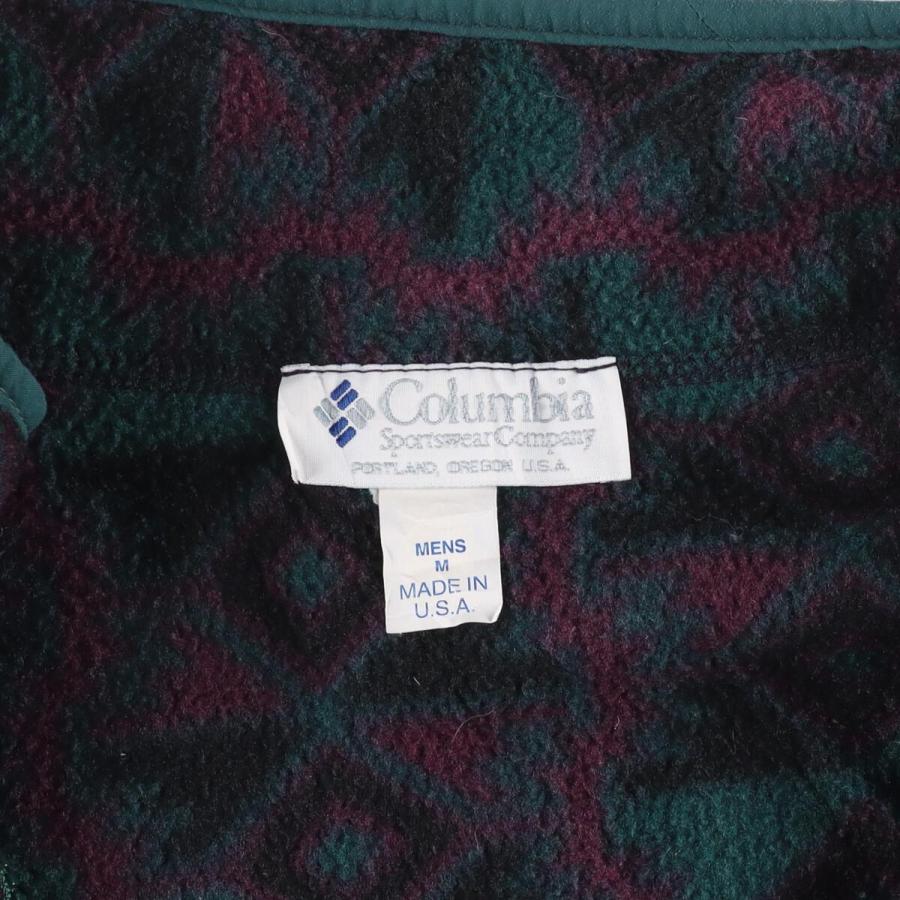 Columbia
Sportswear Company
PORTLAND, OREGON U.S.A.
MENS
M
MADE IN
U.S.A.